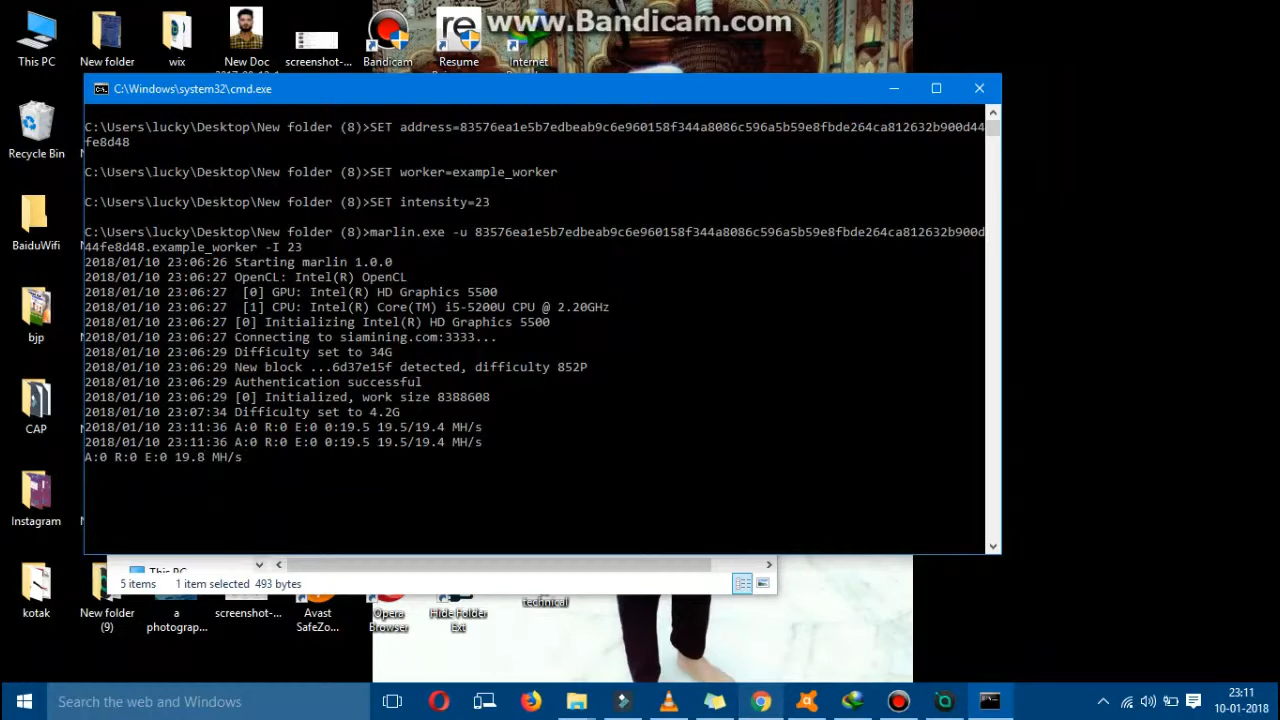 www.Bandicam.com
This PC
New folder
wix
New Doc
screenshot-...
Bandicam
Resume
Internet
C:\Windows\system32\cmd.exe
C:\Users\lucky\Desktop\New folder (8)>SET address=83576ea1e5b7edbeab9c6e960158f344a8086c596a5b59e8fbde264ca812632b900d44
fe8d48
C:\Users\lucky\Desktop\New folder (8)>SET worker=example_worker
C:\Users\lucky\Desktop\New folder (8)>SET intensity=23
C:\Users\lucky\Desktop\New folder (8)>marlin.exe -u 83576ea1e5b7edbeab9c6e960158f344a8086c596a5b59e8fbde264ca812632b900d
44fe8d48.example_worker -I 23
2018/01/10 23:06:26 Starting marlin 1.0.0
2018/01/10 23:06:27 OpenCL: Intel(R) OpenCL
2018/01/10 23:06:27  [0] GPU: Intel(R) HD Graphics 5500
2018/01/10 23:06:27  [1] CPU: Intel(R) Core(TM) i5-5200U CPU @ 2.20GHz
2018/01/10 23:06:27 [0] Initializing Intel(R) HD Graphics 5500
2018/01/10 23:06:27 Connecting to siamining.com:3333...
2018/01/10 23:06:29 Difficulty set to 34G
2018/01/10 23:06:29 New block ...6d37e15f detected, difficulty 852P
2018/01/10 23:06:29 Authentication successful
2018/01/10 23:06:29 [0] Initialized, work size 8388608
2018/01/10 23:07:34 Difficulty set to 4.2G
2018/01/10 23:11:36 A:0 R:0 E:0 0:19.5 19.5/19.4 MH/s
2018/01/10 23:11:36 A:0 R:0 E:0 0:19.5 19.5/19.4 MH/s
A:0 R:0 E:0 19.8 MH/s
Recycle Bin
BaiduWifi
bjp
CAP
Instagram
kotak
This PC
5 items 1 item selected 493 bytes
New folder
(9)
a
photograp...
screenshot-...
Avast
SafeZo...
Opera
Browser
Hide Folder
Ext
technical
Search the web and Windows
23:11
10-01-2018